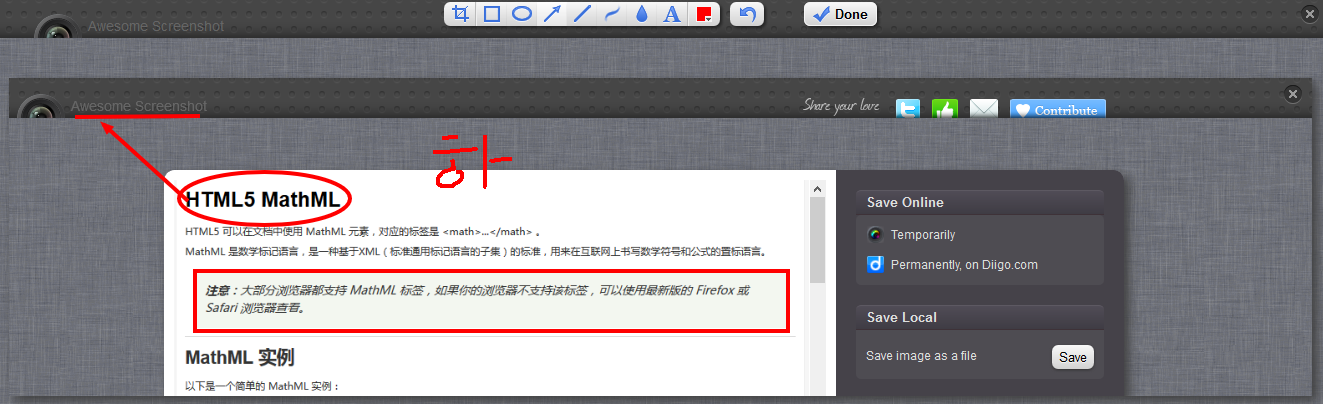 Awesome Screenshot
A
Done
Awesome Screenshot
Share your love
Contribute
하
HTML5 MathML
HTML5 可以在文档中使用 MathML 元素，对应的标签是 <math>...</math> 。
MathML 是数学标记语言，是一种基于XML（标准通用标记语言的子集）的标准，用来在互联网上书写数学符号和公式的置标语言。
注意：大部分浏览器都支持 MathML 标签，如果你的浏览器不支持该标签，可以使用最新版的 Firefox 或
Safari 浏览器查看。
MathML 实例
以下是一个简单的 MathML 实例：
Save Online
Temporarily
Permanently, on Diigo.com
Save Local
Save image as a file
Save